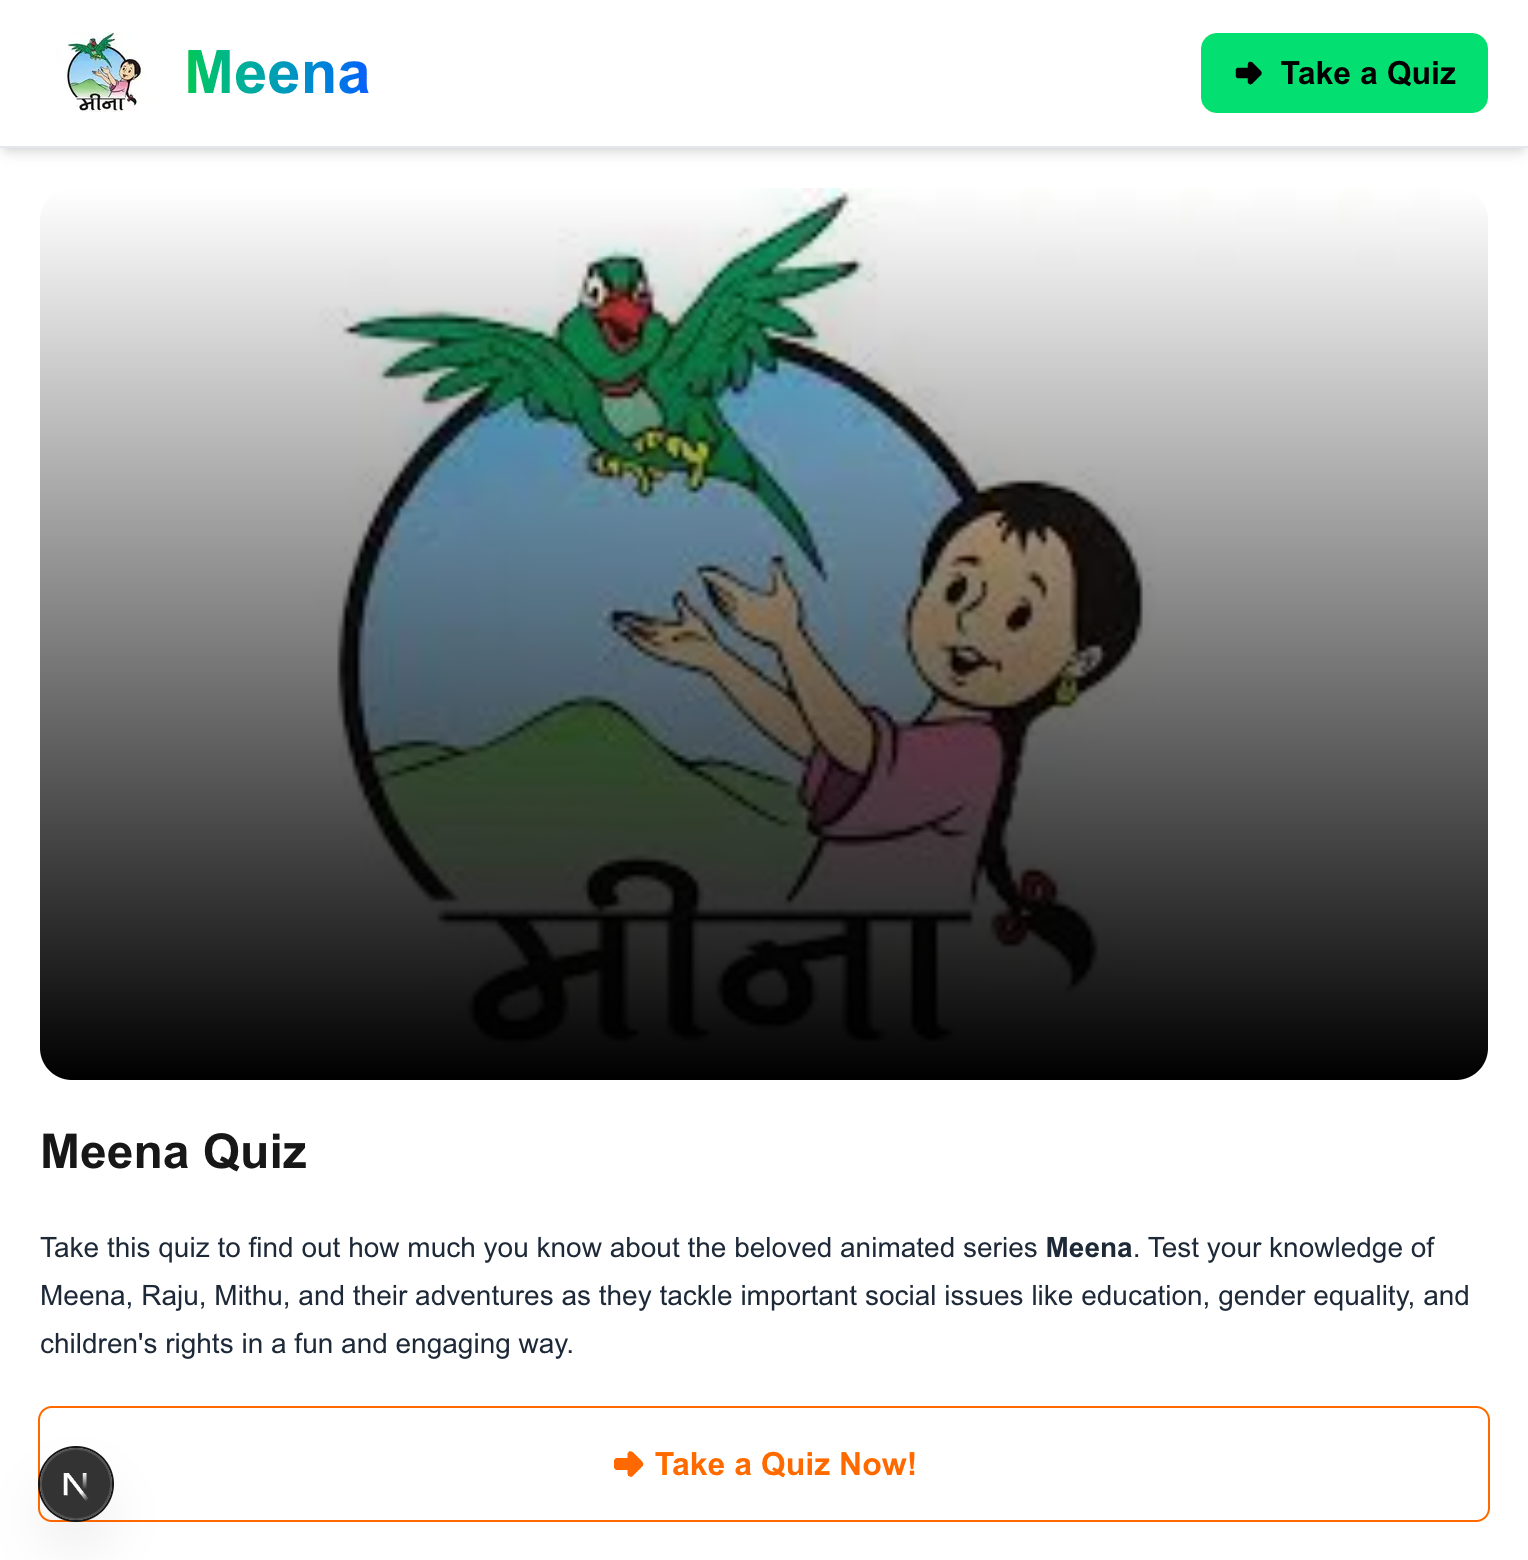 मीना
Meena
Take a Quiz
मीना
Meena Quiz
Take this quiz to find out how much you know about the beloved animated series Meena. Test your knowledge of
Meena, Raju, Mithu, and their adventures as they tackle important social issues like education, gender equality, and
children's rights in a fun and engaging way.
Take a Quiz Now!
N